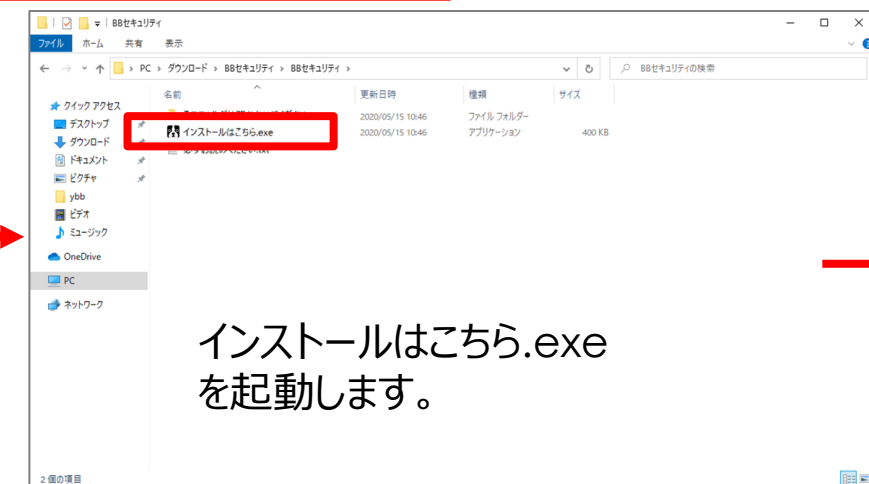 BBセキュリティ
ファイル ホーム 共有 表示
PC › ダウンロード › BBセキュリティ › BBセキュリティ ›
BBセキュリティの検索
名前 更新日時 種類 サイズ
クイック アクセス
2020/05/15 10:46 ファイル フォルダー
デスクトップ
インストールはこちら.exe 2020/05/15 10:46 アプリケーション 400 KB
ダウンロード
ドキュメント
ピクチャ
ybb
ビデオ
ミュージック
OneDrive
PC
ネットワーク
インストールはこちら.exe
を起動します。
2 個の項目